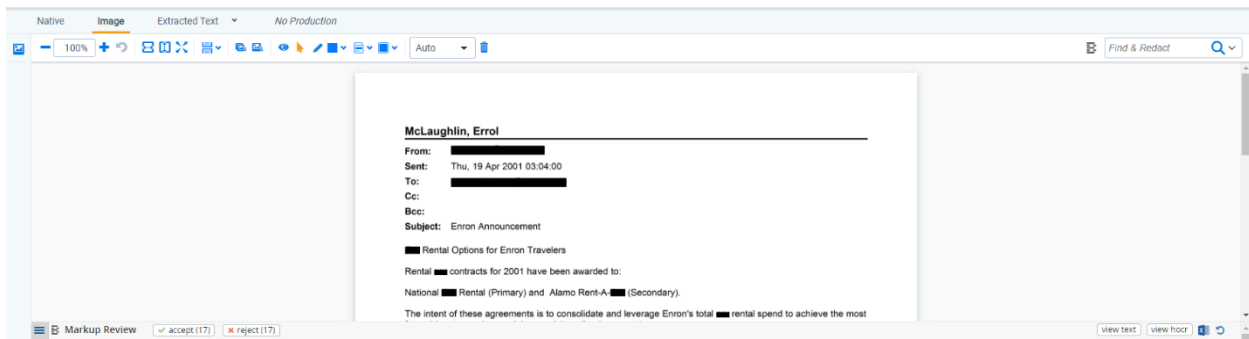 Native Image Extracted Text No Production
100% Auto Find & Redact
McLaughlin, Errol
From:
Sent: Thu, 19 Apr 2001 03:04:00
To:
Cc:
Bcc:
Subject: Enron Announcement
Rental Options for Enron Travelers
Rental contracts for 2001 have been awarded to:
National Rental (Primary) and Alamo Rent-A- (Secondary).
The intent of these agreements is to consolidate and leverage Enron's total rental spend to achieve the most
Markup Review accept (17) reject (17) view text view hocr